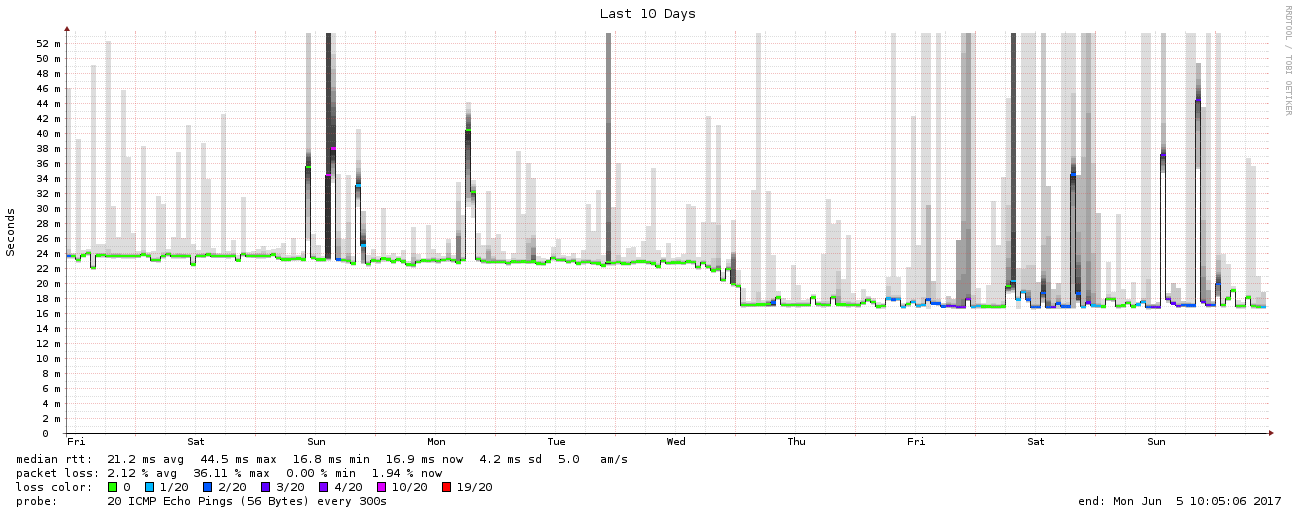 Last 10 Days
RRDTOOL / TOBI OETIKER
Seconds
52 m
50 m
48 m
46 m
44 m
42 m
40 m
38 m
36 m
34 m
32 m
30 m
28 m
26 m
24 m
22 m
20 m
18 m
16 m
14 m
12 m
10 m
8 m
6 m
4 m
2 m
0
Fri Sat Sun Mon Tue Wed Thu Fri Sat Sun
median rtt: 21.2 ms avg 44.5 ms max 16.8 ms min 16.9 ms now 4.2 ms sd 5.0 am/s
packet loss: 2.12 % avg 36.11 % max 0.00 % min 1.94 % now
loss color: 0 1/20 2/20 3/20 4/20 10/20 19/20
probe: 20 ICMP Echo Pings (56 Bytes) every 300s end: Mon Jun 5 10:05:06 2017